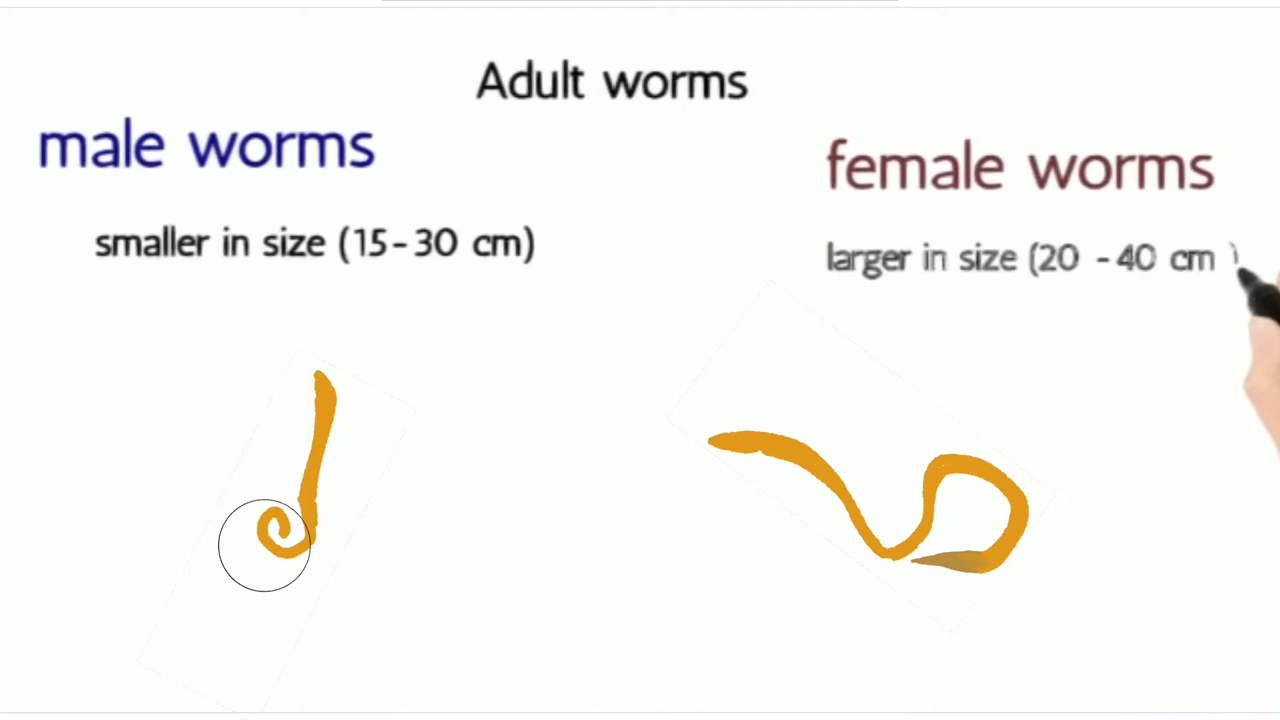 Adult worms
male worms
female worms
smaller in size (15-30 cm)
larger in size (20 -40 cm )